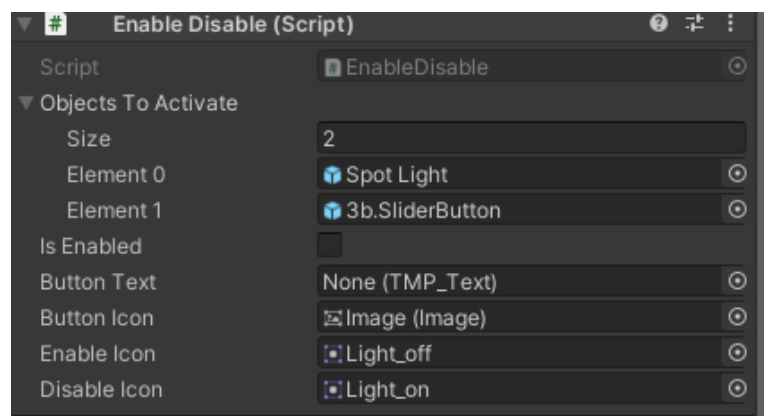 # Enable Disable (Script)
Script EnableDisable
Objects To Activate
Size 2
Element 0 Spot Light
Element 1 3b.SliderButton
Is Enabled
Button Text None (TMP_Text)
Button Icon Image (Image)
Enable Icon Light_off
Disable Icon Light_on